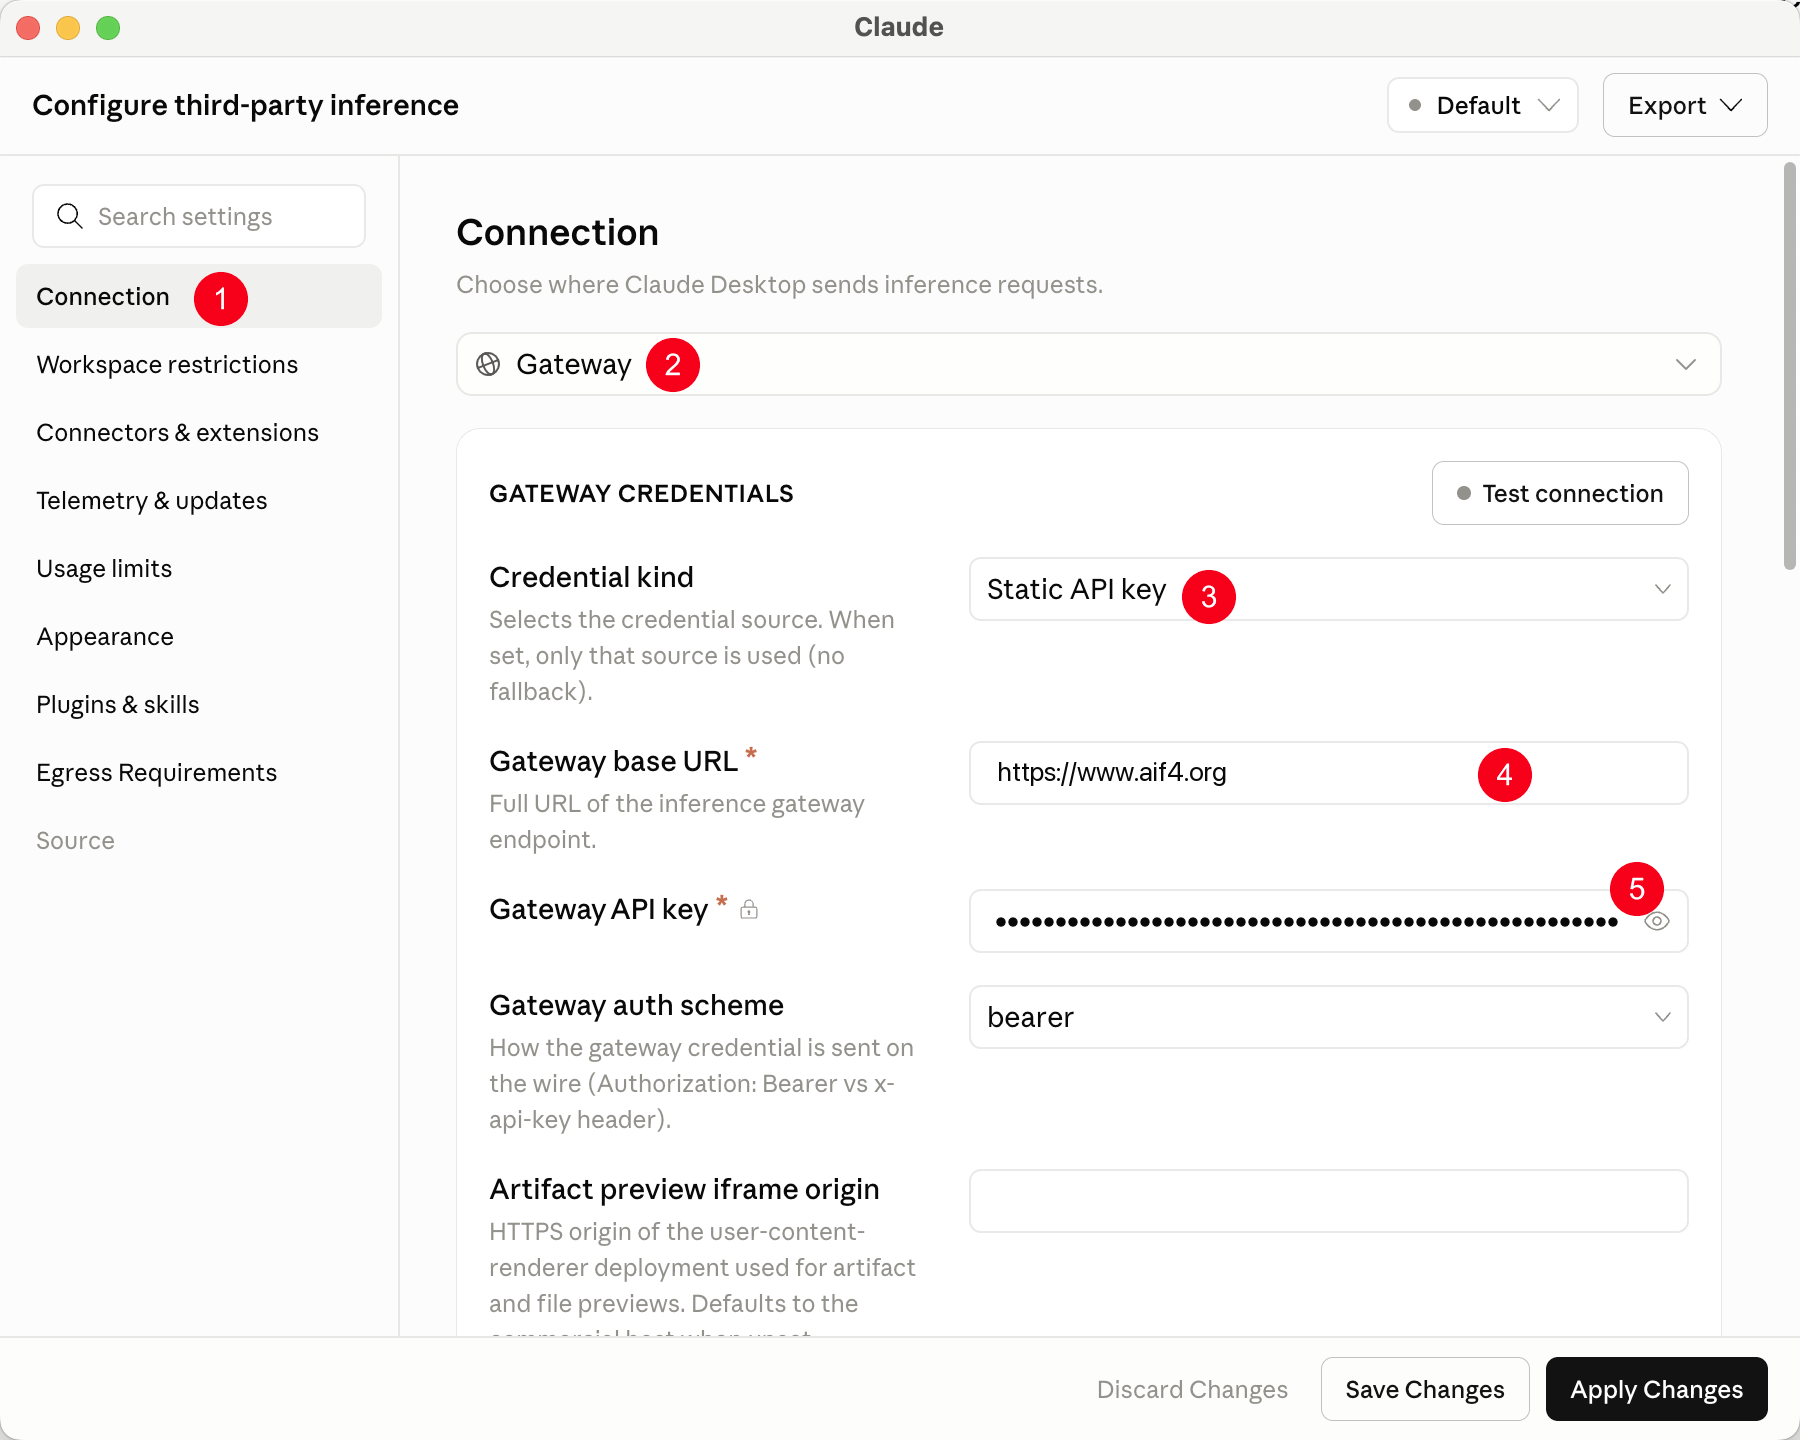 Claude
Configure third-party inference
Default
Export
Search settings
Connection 1
Workspace restrictions
Connectors & extensions
Telemetry & updates
Usage limits
Appearance
Plugins & skills
Egress Requirements
Source
Connection
Choose where Claude Desktop sends inference requests.
Gateway 2
GATEWAY CREDENTIALS
Test connection
Credential kind
Selects the credential source. When
set, only that source is used (no
fallback).
Static API key 3
Gateway base URL *
Full URL of the inference gateway
endpoint.
https://www.aif4.org 4
Gateway API key *
5
Gateway auth scheme
How the gateway credential is sent on
the wire (Authorization: Bearer vs x-
api-key header).
bearer
Artifact preview iframe origin
HTTPS origin of the user-content-
renderer deployment used for artifact
and file previews. Defaults to the
Discard Changes
Save Changes
Apply Changes